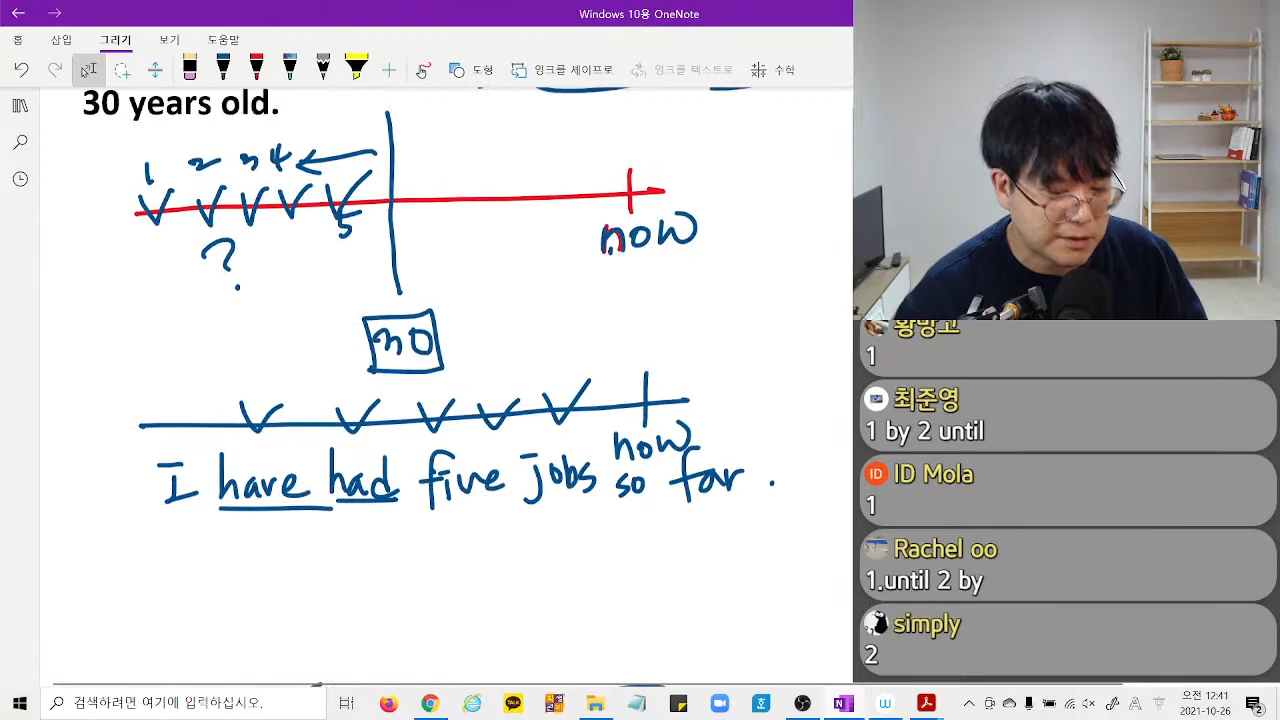 Windows 10용 OneNote
홈 삽입 그리기 보기 도움말
도형 잉크를 셰이프로 잉크를 텍스트로 수학
30 years old.
1 2 3 4
5
?
now
30
now
I have had five jobs so far.
황망고
1
최준영
1 by 2 until
ID Mola
1
Rachel oo
1.until 2 by
simply
2
검색하려면 여기에 입력하십시오.
오전 12:41
2021-10-26